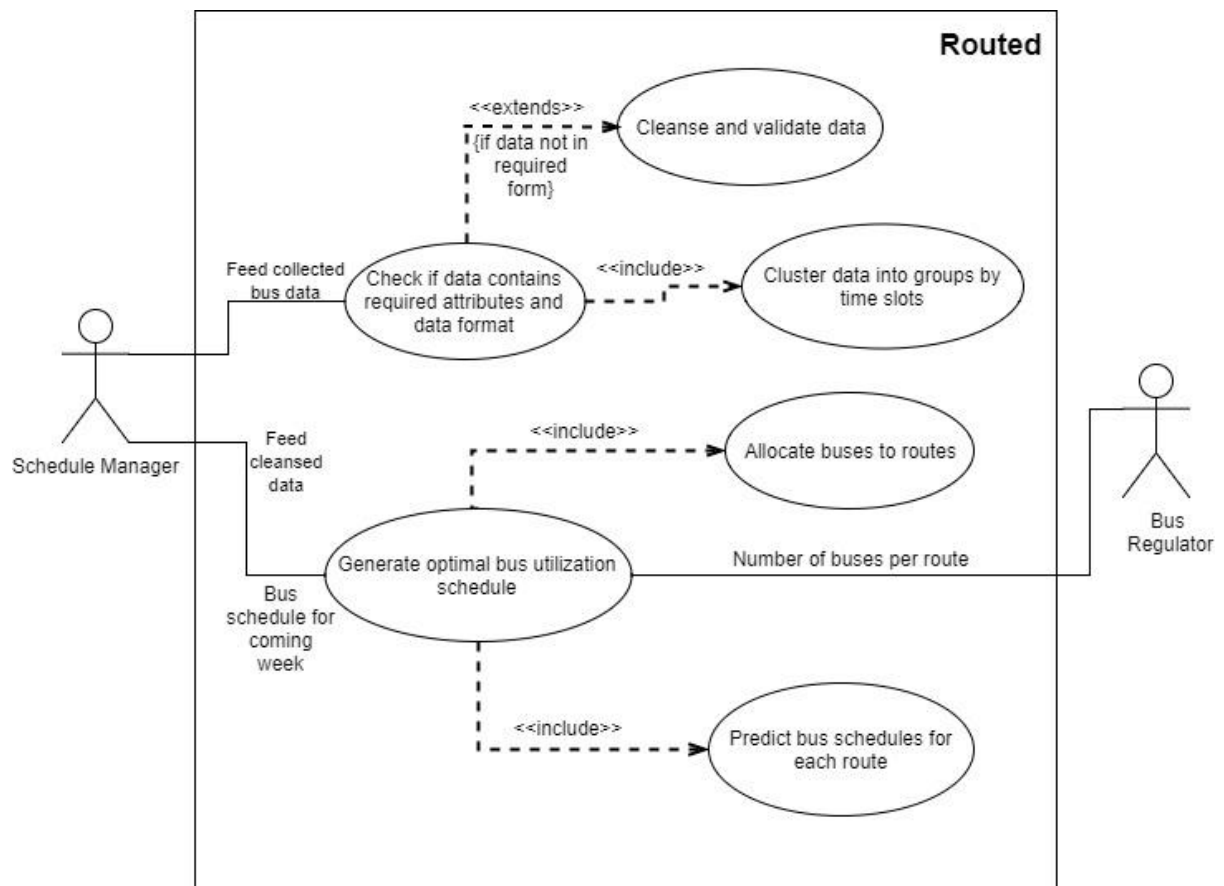 Routed
<<extends>>
{if data not in
required
form}
Cleanse and validate data
Feed collected
bus data
Check if data contains
required attributes and
data format
<<include>>
Cluster data into groups by
time slots
Schedule Manager
Feed
cleansed
data
<<include>>
Allocate buses to routes
Bus
Regulator
Generate optimal bus utilization
schedule
Number of buses per route
Bus
schedule for
coming
week
<<include>>
Predict bus schedules for
each route